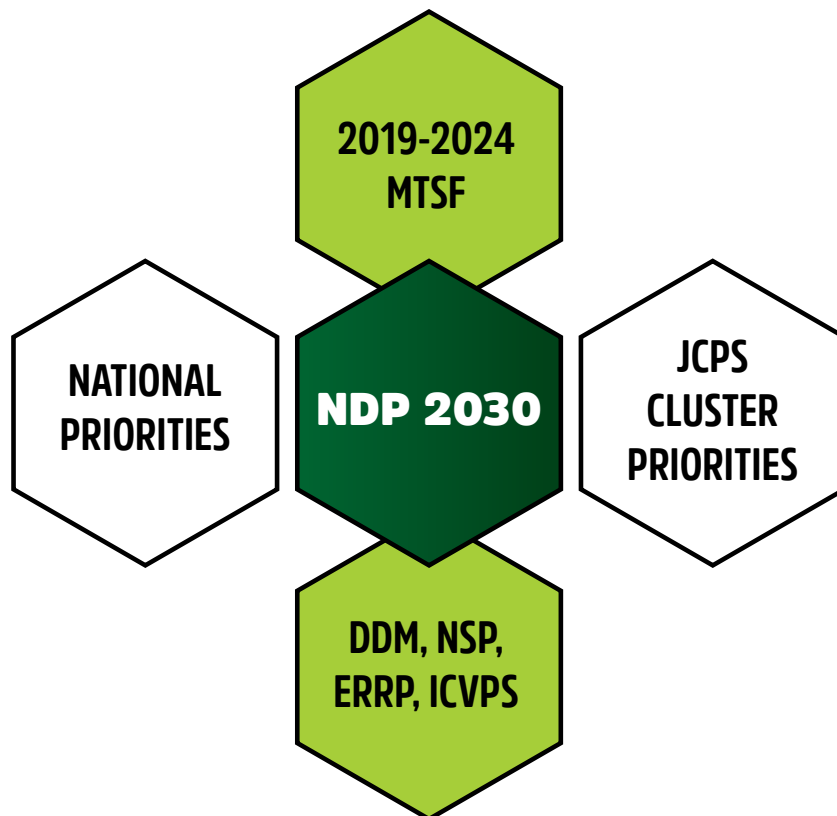 2019-2024
MTSF
NATIONAL
PRIORITIES
NDP 2030
JCPS
CLUSTER
PRIORITIES
DDM, NSP,
ERRP, ICVPS